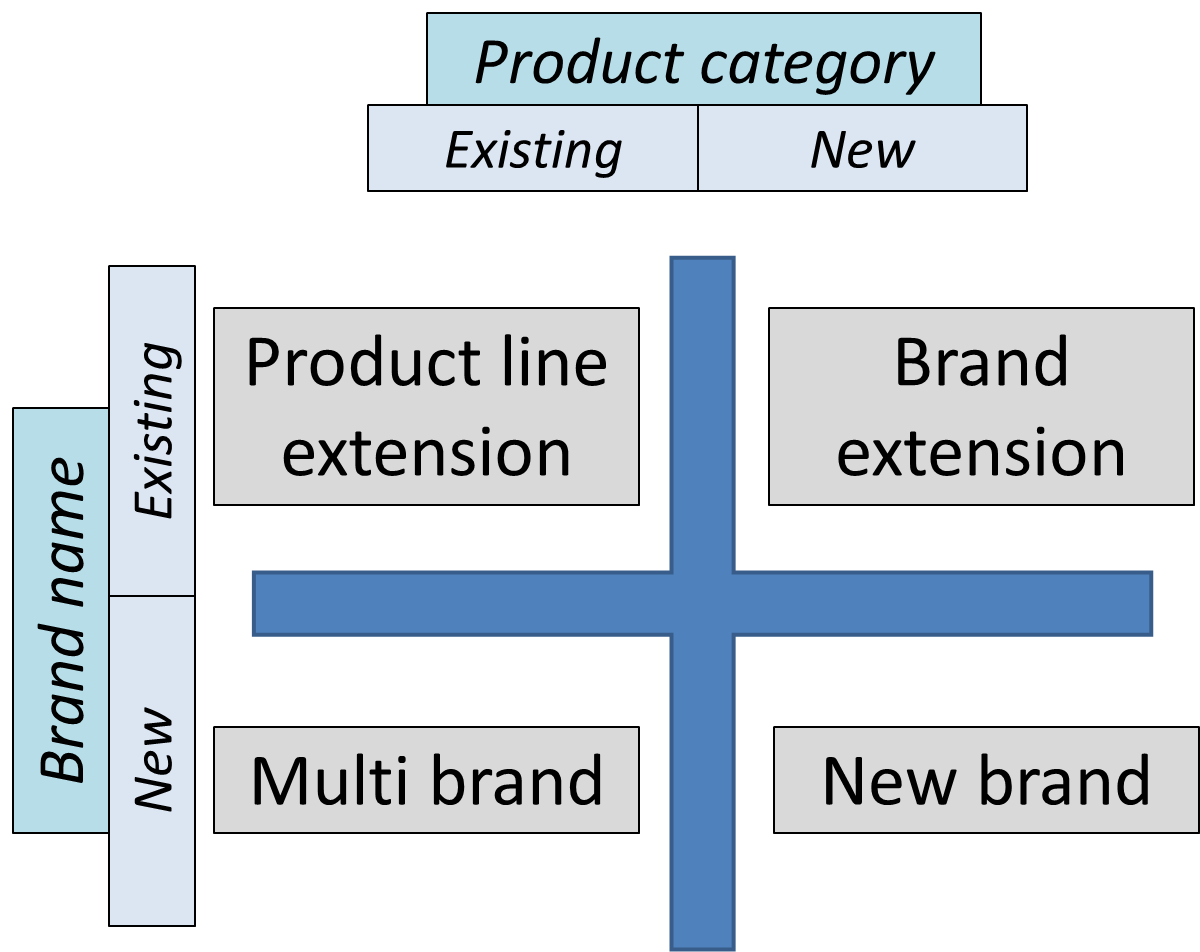 Product category
Existing
New
Brand name
Existing
New
Product line
extension
Brand
extension
Multi brand
New brand